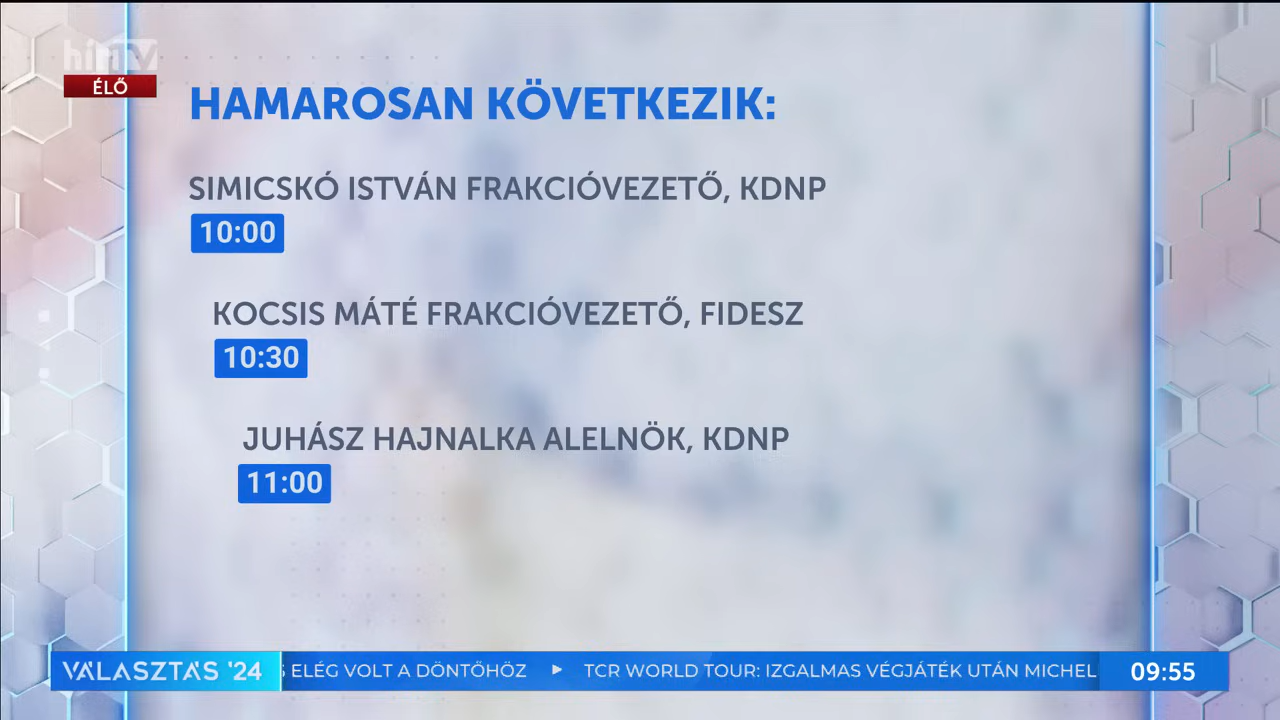 hír TV
ÉLŐ
HAMAROSAN KÖVETKEZIK:
SIMICSKÓ ISTVÁN FRAKCIÓVEZETŐ, KDNP
10:00
KOCSIS MÁTÉ FRAKCIÓVEZETŐ, FIDESZ
10:30
JUHÁSZ HAJNALKA ALELNÖK, KDNP
11:00
VÁLASZTÁS '24 ELÉG VOLT A DÖNTŐHÖZ ► TCR WORLD TOUR: IZGALMAS VÉGJÁTÉK UTÁN MICHEL 09:55